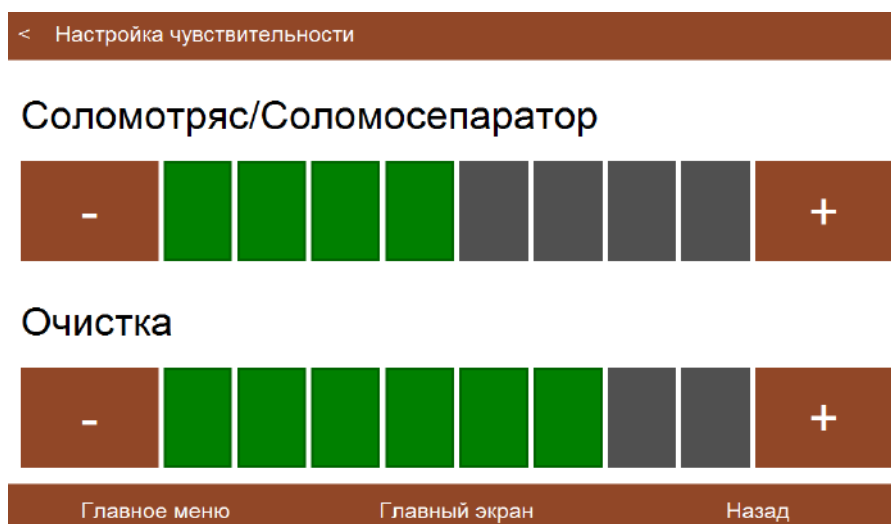 < Настройка чувствительности
Соломотряс/Соломосепаратор
- +
Очистка
- +
Главное меню Главный экран Назад